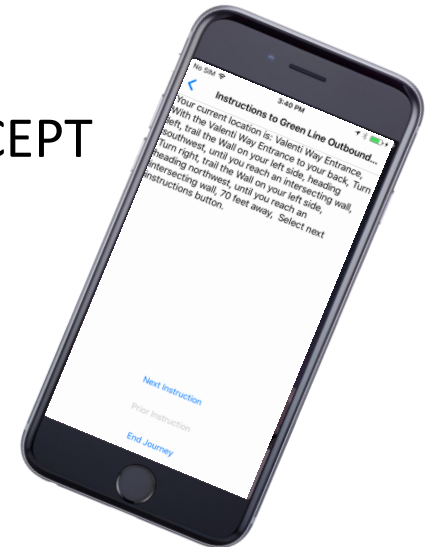 CEPT
No SIM
3:40 PM
Instructions to Green Line Outbound...
Your current location is: Valenti Way Entrance,
With the Valenti Way Entrance to your back, Turn
left, trail the Wall on your left side, heading
southwest, until you reach an intersecting wall,
Turn right, trail the Wall on your left side,
heading northwest, until you reach an
intersecting wall, 70 feet away, Select next
instructions button.
Next Instruction
Prior Instruction
End Journey